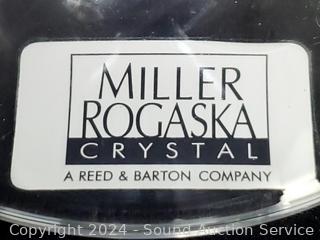 MILLER
ROGASKA
CRYSTAL
A REED & BARTON COMPANY
Copyright 2024 - Sound Auction Service